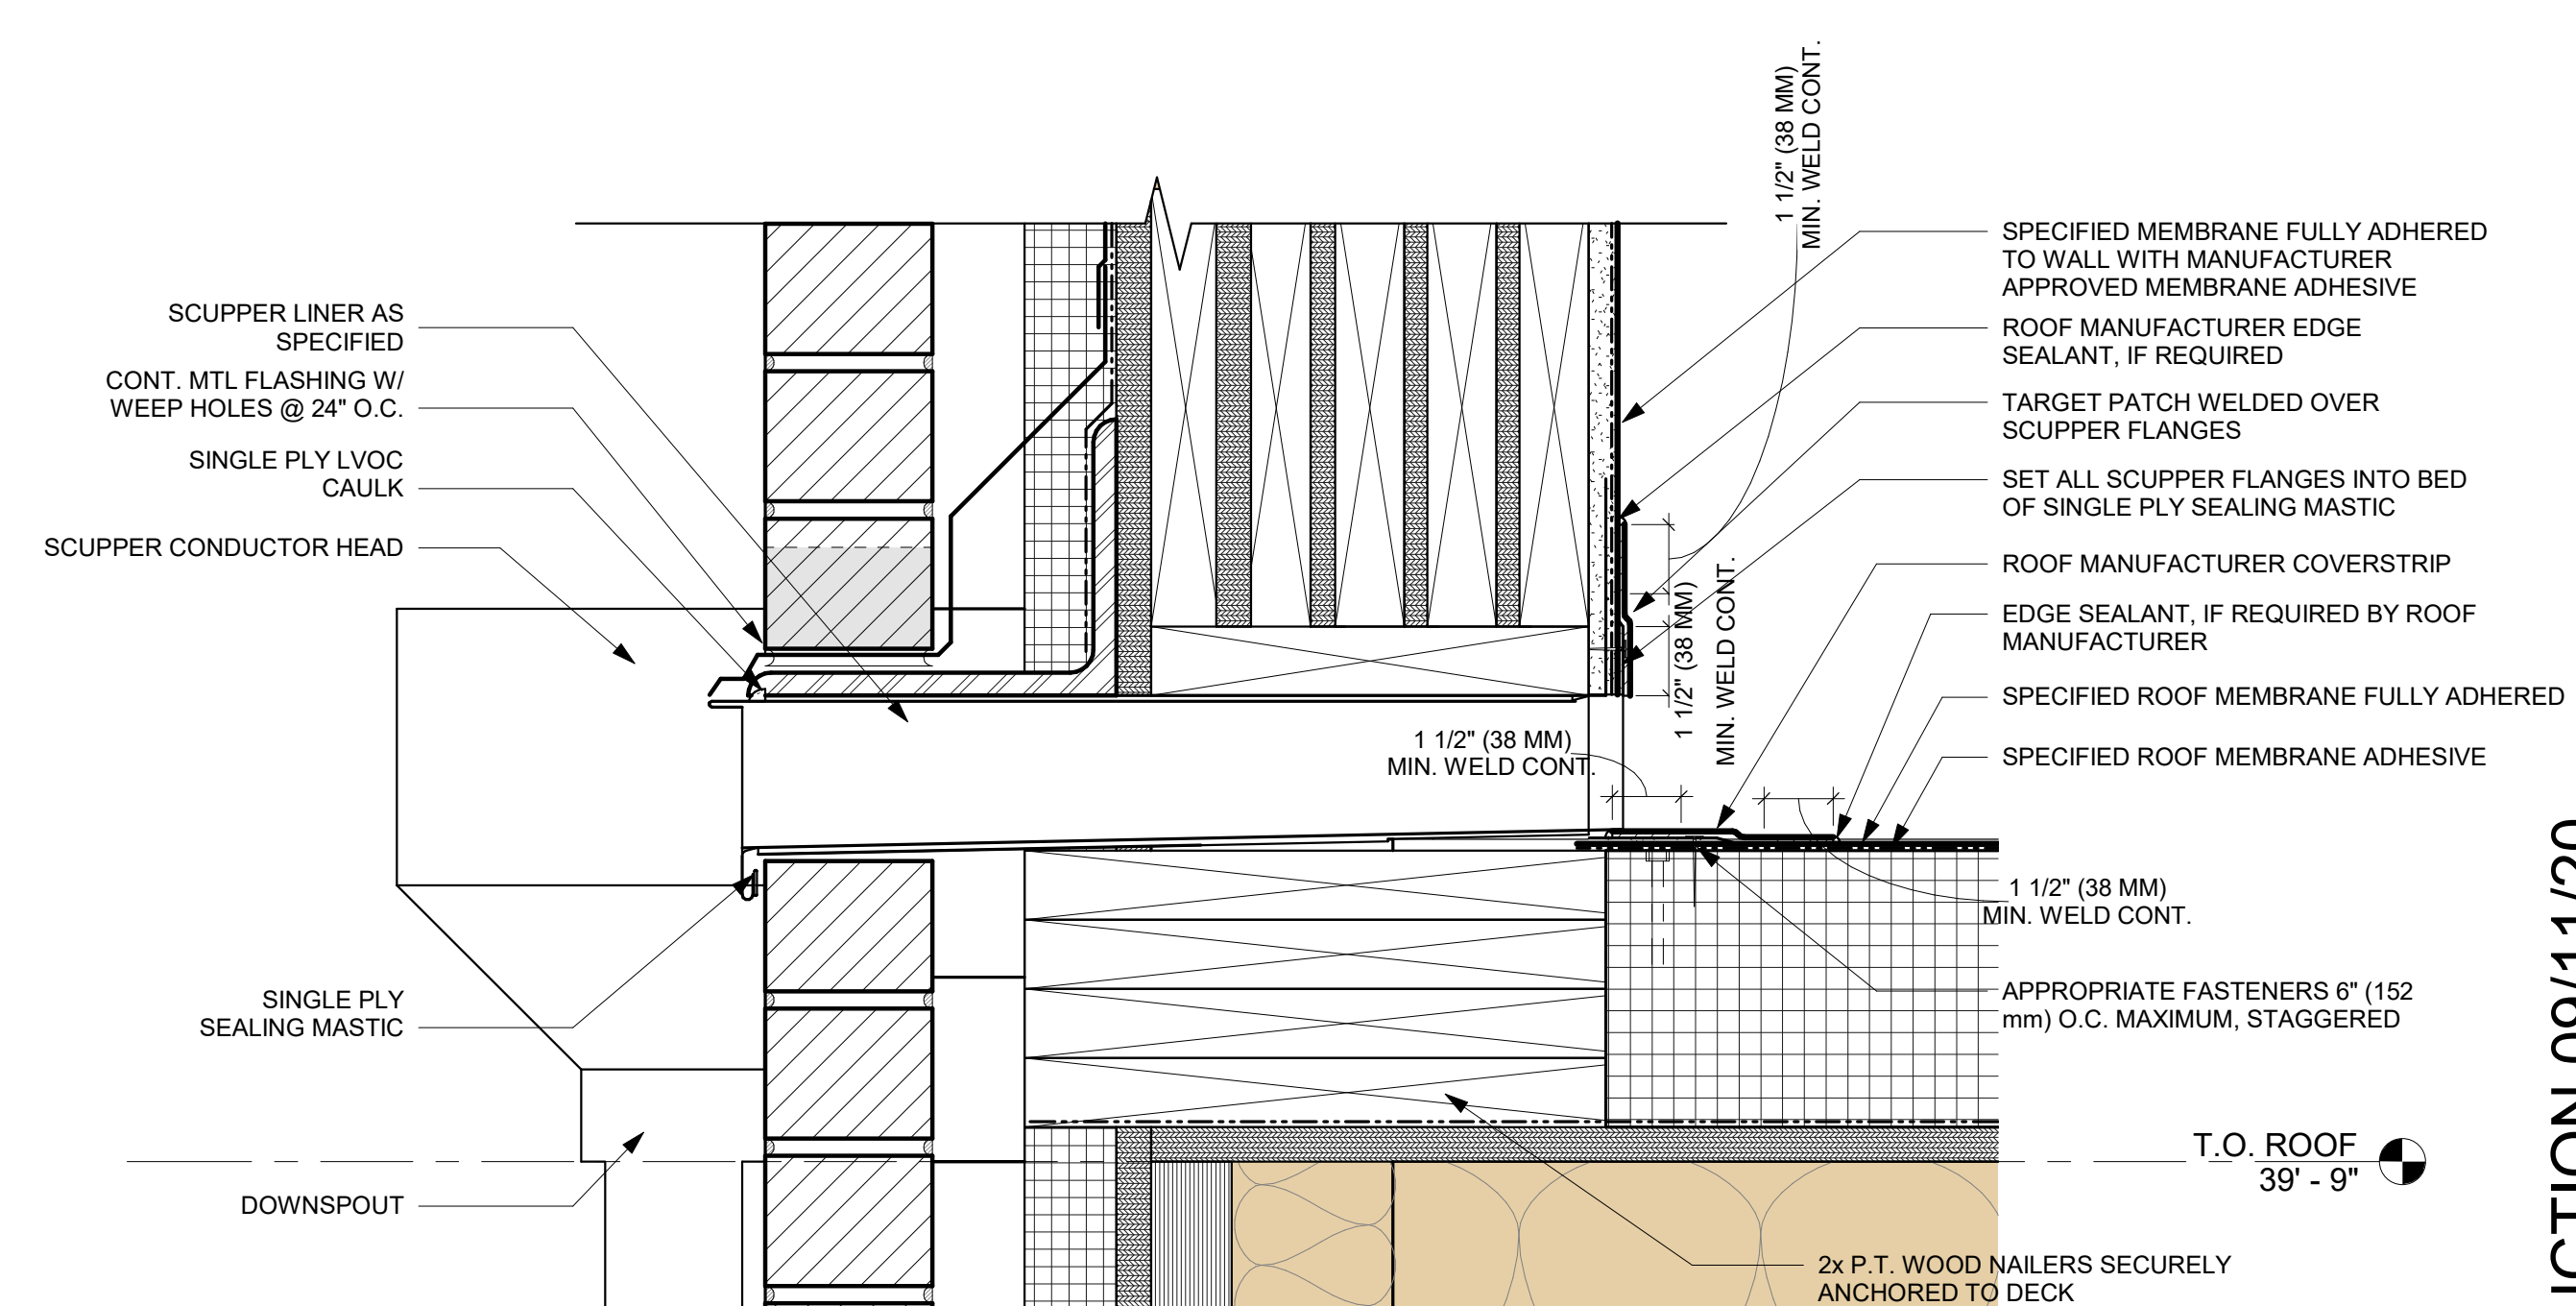 1 1/2" (38 MM)
MIN. WELD CONT.
SCUPPER LINER AS
SPECIFIED
CONT. MTL FLASHING W/
WEEP HOLES @ 24" O.C.
SINGLE PLY LVOC
CAULK
SCUPPER CONDUCTOR HEAD
SINGLE PLY
SEALING MASTIC
DOWNSPOUT
1 1/2" (38 MM)
MIN. WELD CONT.
1 1/2" (38 MM)
MIN. WELD CONT.
SPECIFIED MEMBRANE FULLY ADHERED
TO WALL WITH MANUFACTURER
APPROVED MEMBRANE ADHESIVE
ROOF MANUFACTURER EDGE
SEALANT, IF REQUIRED
TARGET PATCH WELDED OVER
SCUPPER FLANGES
SET ALL SCUPPER FLANGES INTO BED
OF SINGLE PLY SEALING MASTIC
ROOF MANUFACTURER COVERSTRIP
EDGE SEALANT, IF REQUIRED BY ROOF
MANUFACTURER
SPECIFIED ROOF MEMBRANE FULLY ADHERED
SPECIFIED ROOF MEMBRANE ADHESIVE
1 1/2" (38 MM)
MIN. WELD CONT.
APPROPRIATE FASTENERS 6" (152
mm) O.C. MAXIMUM, STAGGERED
T.O. ROOF
39' - 9"
2x P.T. WOOD NAILERS SECURELY
ANCHORED TO DECK